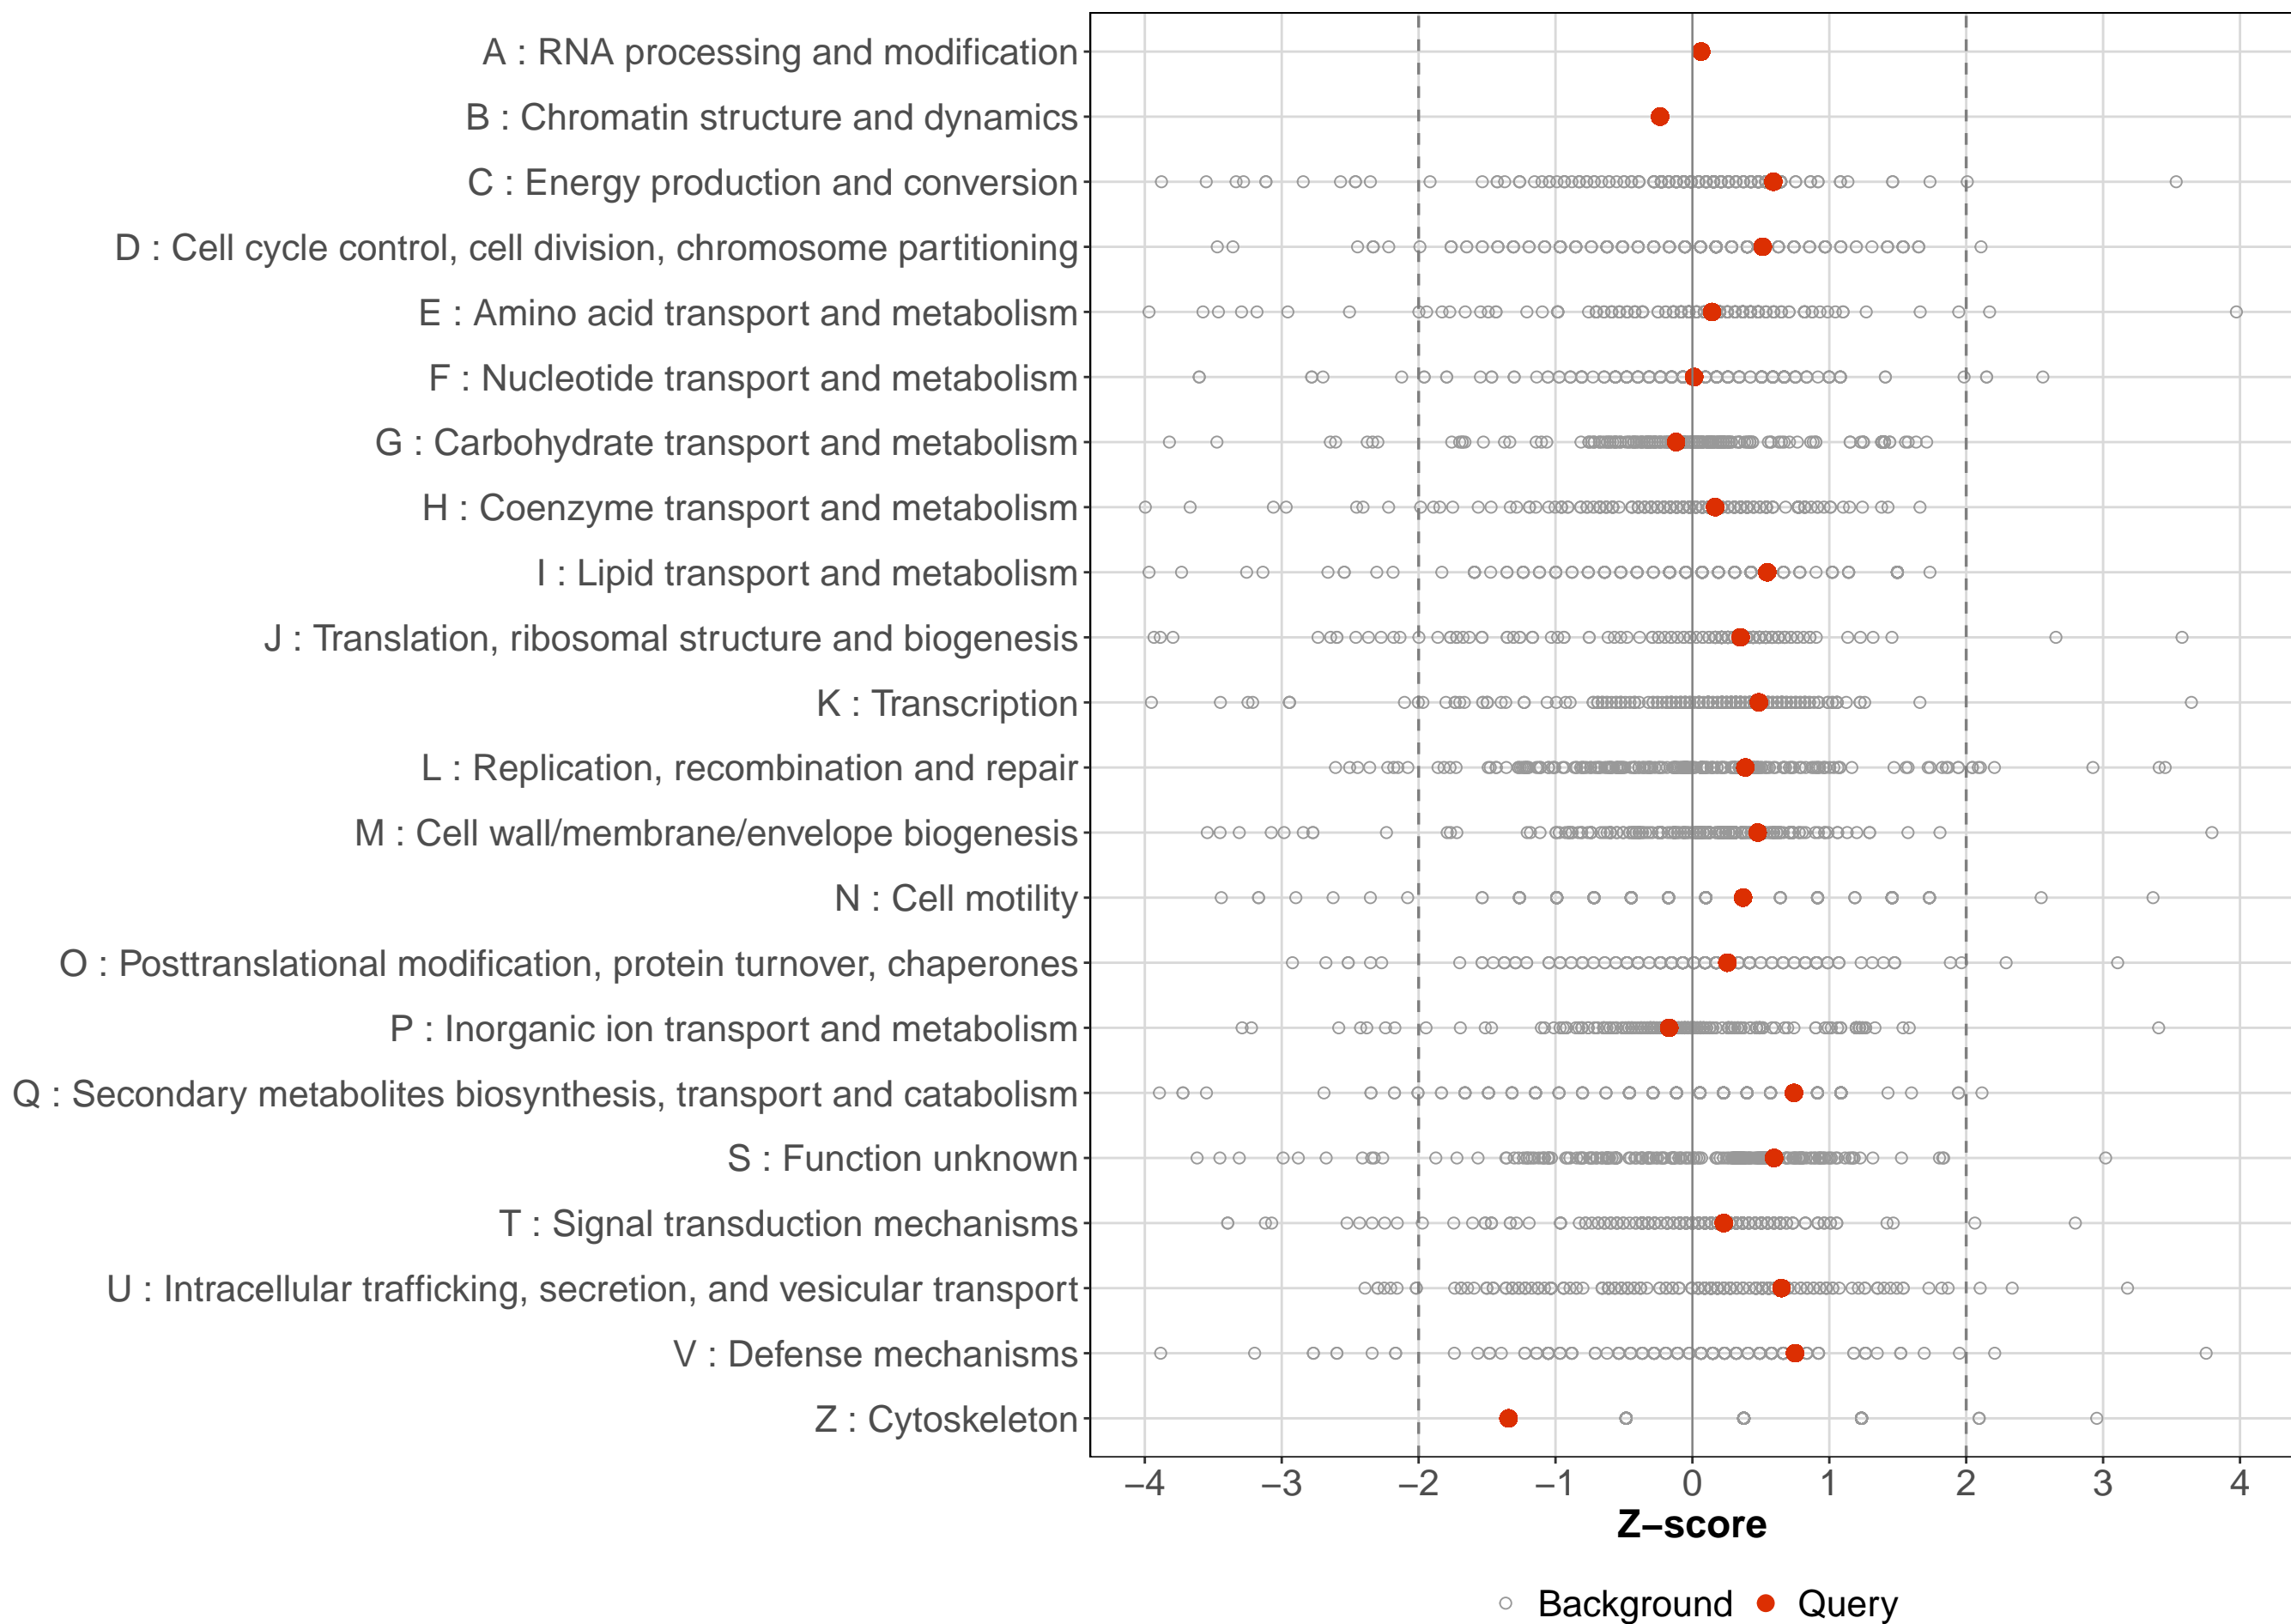 A : RNA processing and modification
B : Chromatin structure and dynamics
C : Energy production and conversion
D : Cell cycle control, cell division, chromosome partitioning
E : Amino acid transport and metabolism
F : Nucleotide transport and metabolism
G : Carbohydrate transport and metabolism
H : Coenzyme transport and metabolism
I : Lipid transport and metabolism
J : Translation, ribosomal structure and biogenesis
K : Transcription
L : Replication, recombination and repair
M : Cell wall/membrane/envelope biogenesis
N : Cell motility
O : Posttranslational modification, protein turnover, chaperones
P : Inorganic ion transport and metabolism
Q : Secondary metabolites biosynthesis, transport and catabolism
S : Function unknown
T : Signal transduction mechanisms
U : Intracellular trafficking, secretion, and vesicular transport
V : Defense mechanisms
Z : Cytoskeleton
−4 −3 −2 −1 0 1 2 3 4
Z−score
Background Query